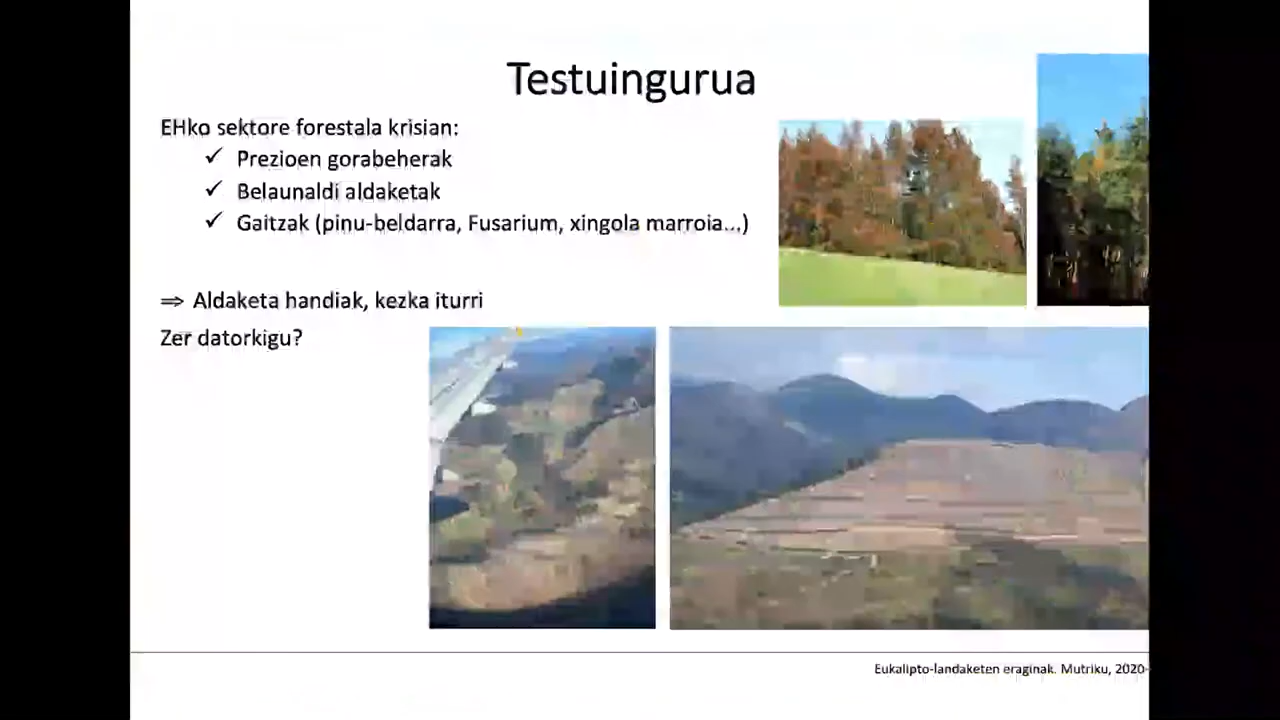 Testuingurua
EHko sektore forestala krisian:
✓ Prezioen gorabeherak
✓ Belaunaldi aldaketak
✓ Gaitzak (pinu-beldarra, Fusarium, xingola marroia...)
⇒ Aldaketa handiak, kezka iturri
Zer datorkigu?
Eukalipto-landaketen eraginak. Mutriku, 2020-